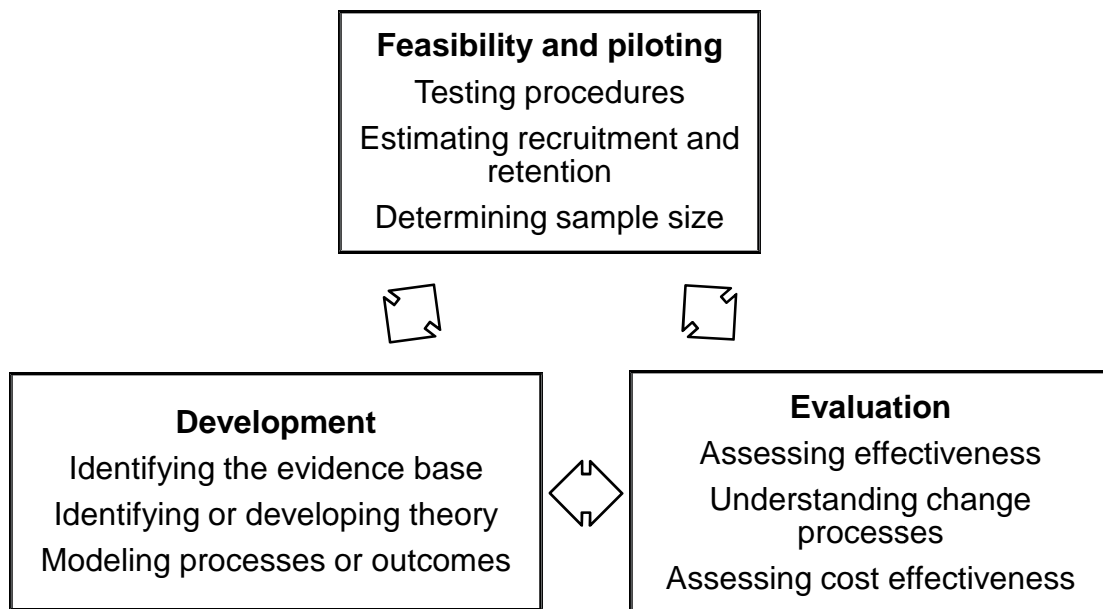 Feasibility and piloting
Testing procedures
Estimating recruitment and
retention
Determining sample size
Development
Identifying the evidence base
Identifying or developing theory
Modeling processes or outcomes
Evaluation
Assessing effectiveness
Understanding change
processes
Assessing cost effectiveness